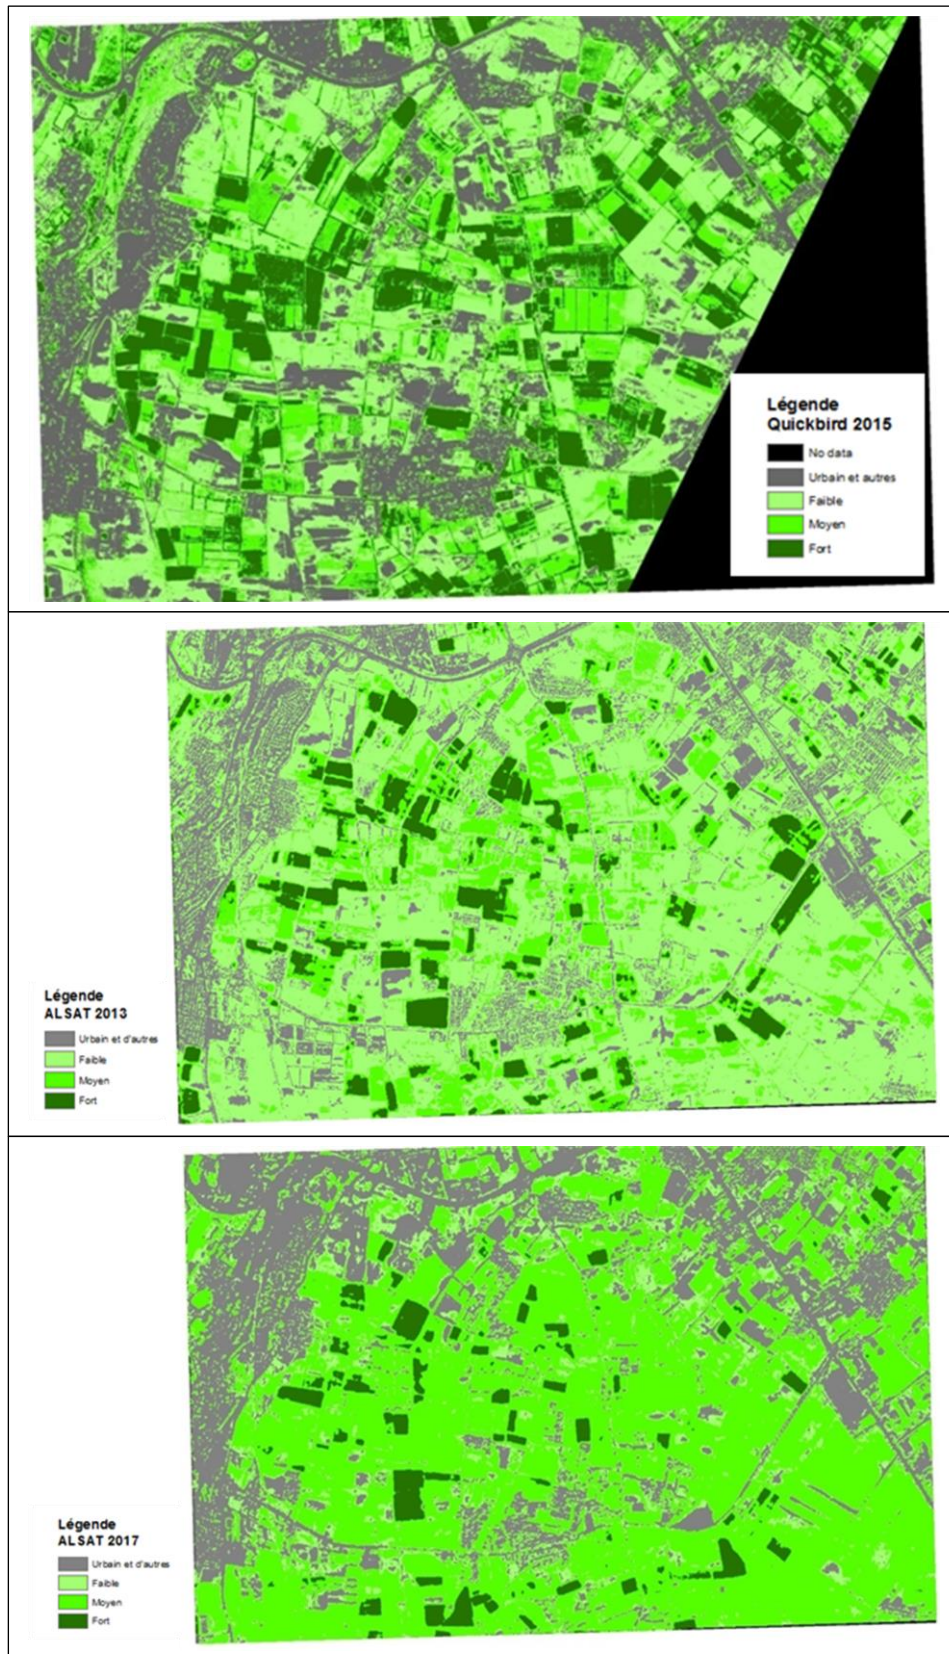 Légende
Quickbird 2015
No data
Urbain et autres
Faible
Moyen
Fort
Légende
ALSAT 2013
Urbain et d'autres
Faible
Moyen
Fort
Légende
ALSAT 2017
Urbain et d'autres
Faible
Moyen
Fort